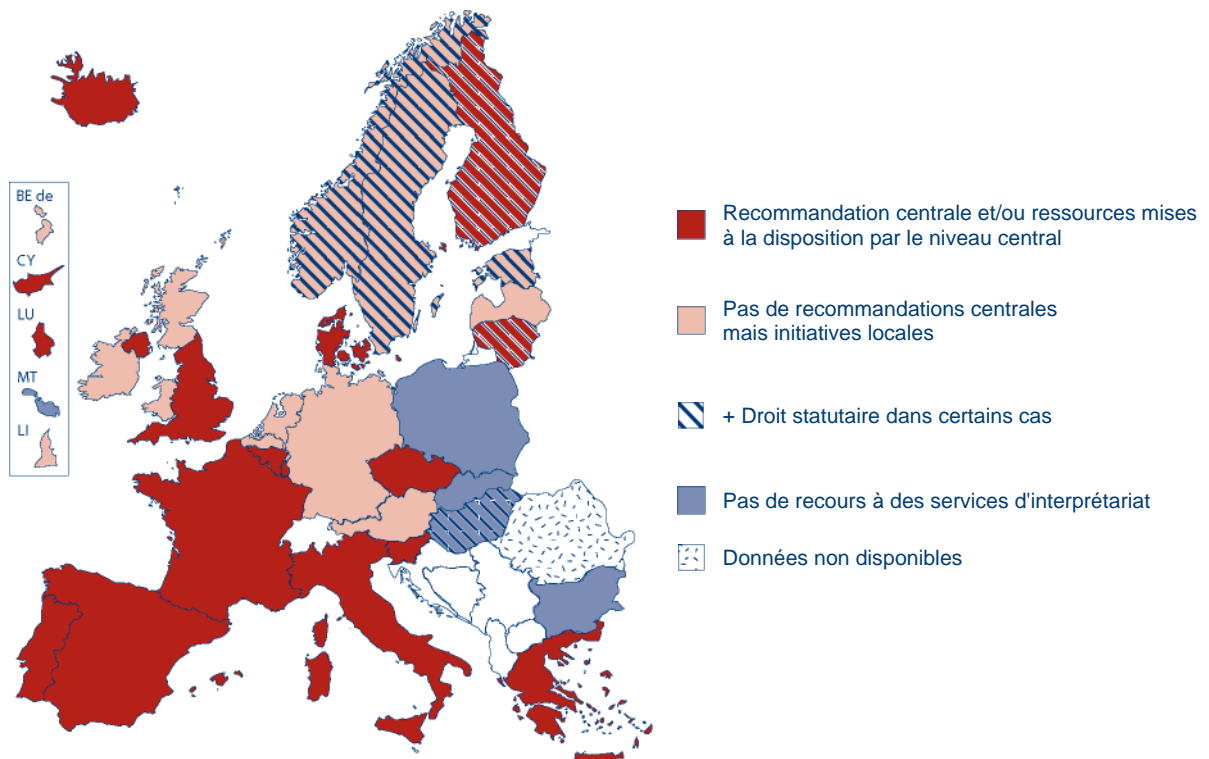 BE de
CY
LU
MT
LI
Recommandation centrale et/ou ressources mises
à la disposition par le niveau central
Pas de recommandations centrales
mais initiatives locales
+ Droit statutaire dans certains cas
Pas de recours à des services d'interprétariat
Données non disponibles